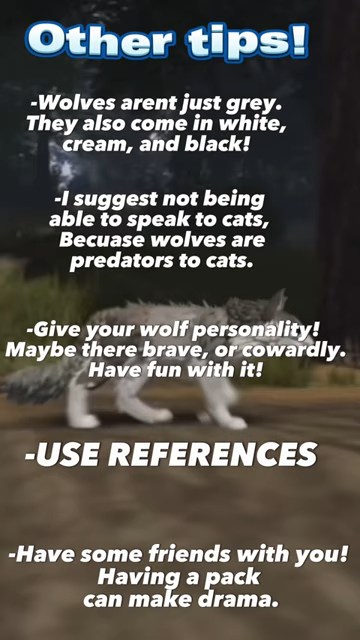 Other tips!
-Wolves arent just grey.
They also come in white,
cream, and black!
-I suggest not being
able to speak to cats,
Becuase wolves are
predators to cats.
-Give your wolf personality!
Maybe there brave, or cowardly.
Have fun with it!
-USE REFERENCES
-Have some friends with you!
Having a pack
can make drama.